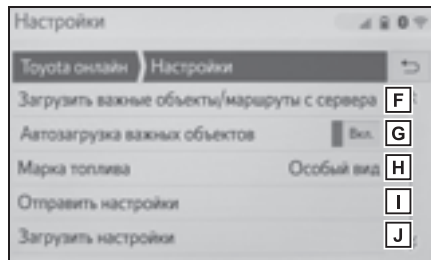 Настройки
Toyota онлайн Настройки
Загрузить важные объекты/маршруты с сервера F
Автозагрузка важных объектов Вкл. G
Марка топлива Особый вид H
Отправить настройки I
Загрузить настройки J